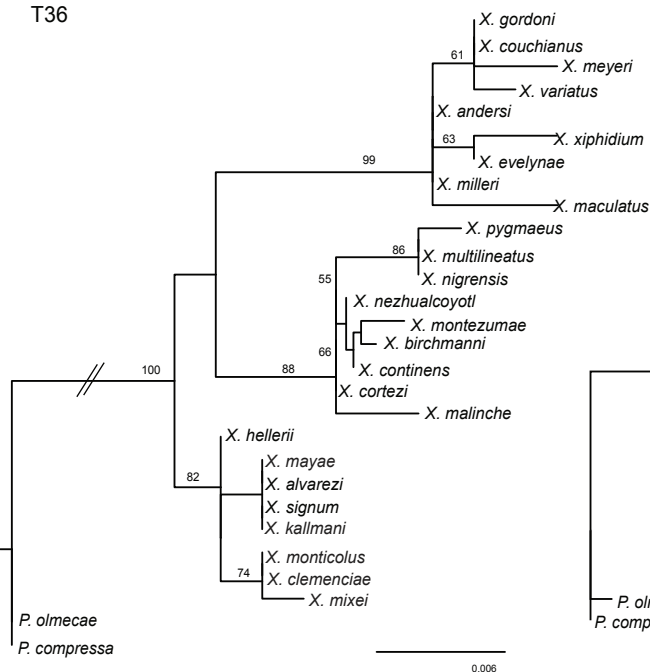 T36
X. gordoni
X. couchianus
61
X. meyeri
X. variatus
X. andersi
63
X. xiphidium
X. evelynae
99
X. milleri
X. maculatus
X. pygmaeus
86
X. multilineatus
55
X. nigrensis
X. nezhualcoyotl
X. montezumae
66
X. birchmanni
88
X. continens
100
X. cortezi
X. malinche
X. hellerii
X. mayae
82
X. alvarezi
X. signum
X. kallmani
X. monticolus
74
X. clemenciae
X. mixei
P. olmecae
P. compressa
P. olm
P. comp
0.006